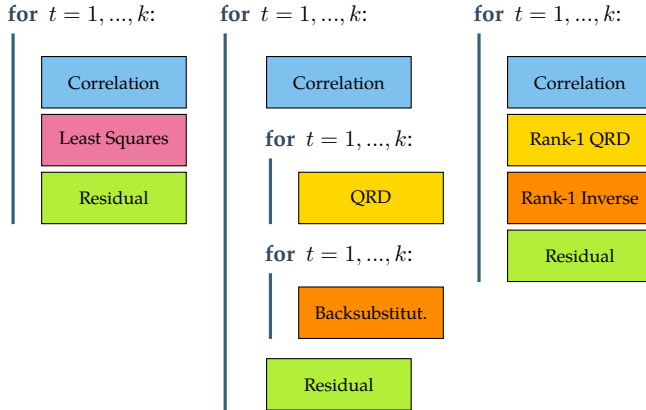 for t = 1, ..., k:
Correlation
Least Squares
Residual
for t = 1, ..., k:
Correlation
for t = 1, ..., k:
QRD
for t = 1, ..., k:
Backsubstitut.
Residual
for t = 1, ..., k:
Correlation
Rank-1 QRD
Rank-1 Inverse
Residual